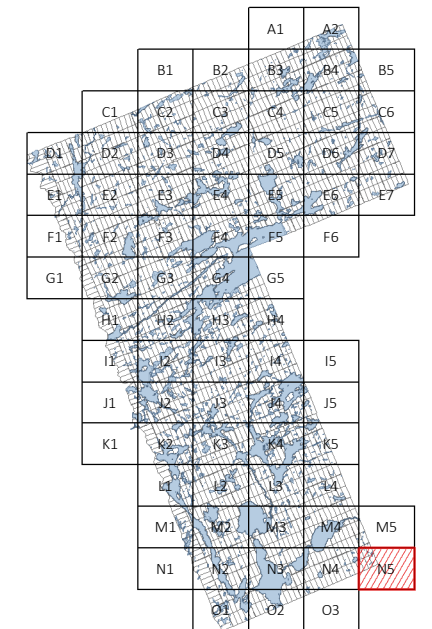 A1 A2
B1 B2 B3 B4 B5
C1 C2 C3 C4 C5 C6
D1 D2 D3 D4 D5 D6 D7
E1 E2 E3 E4 E5 E6 E7
F1 F2 F3 F4 F5 F6
G1 G2 G3 G4 G5
H1 H2 H3 H4
I1 I2 I3 I4 I5
J1 J2 J3 J4 J5
K1 K2 K3 K4 K5
L1 L2 L3 L4
M1 M2 M3 M4 M5
N1 N2 N3 N4 N5
O1 O2 O3